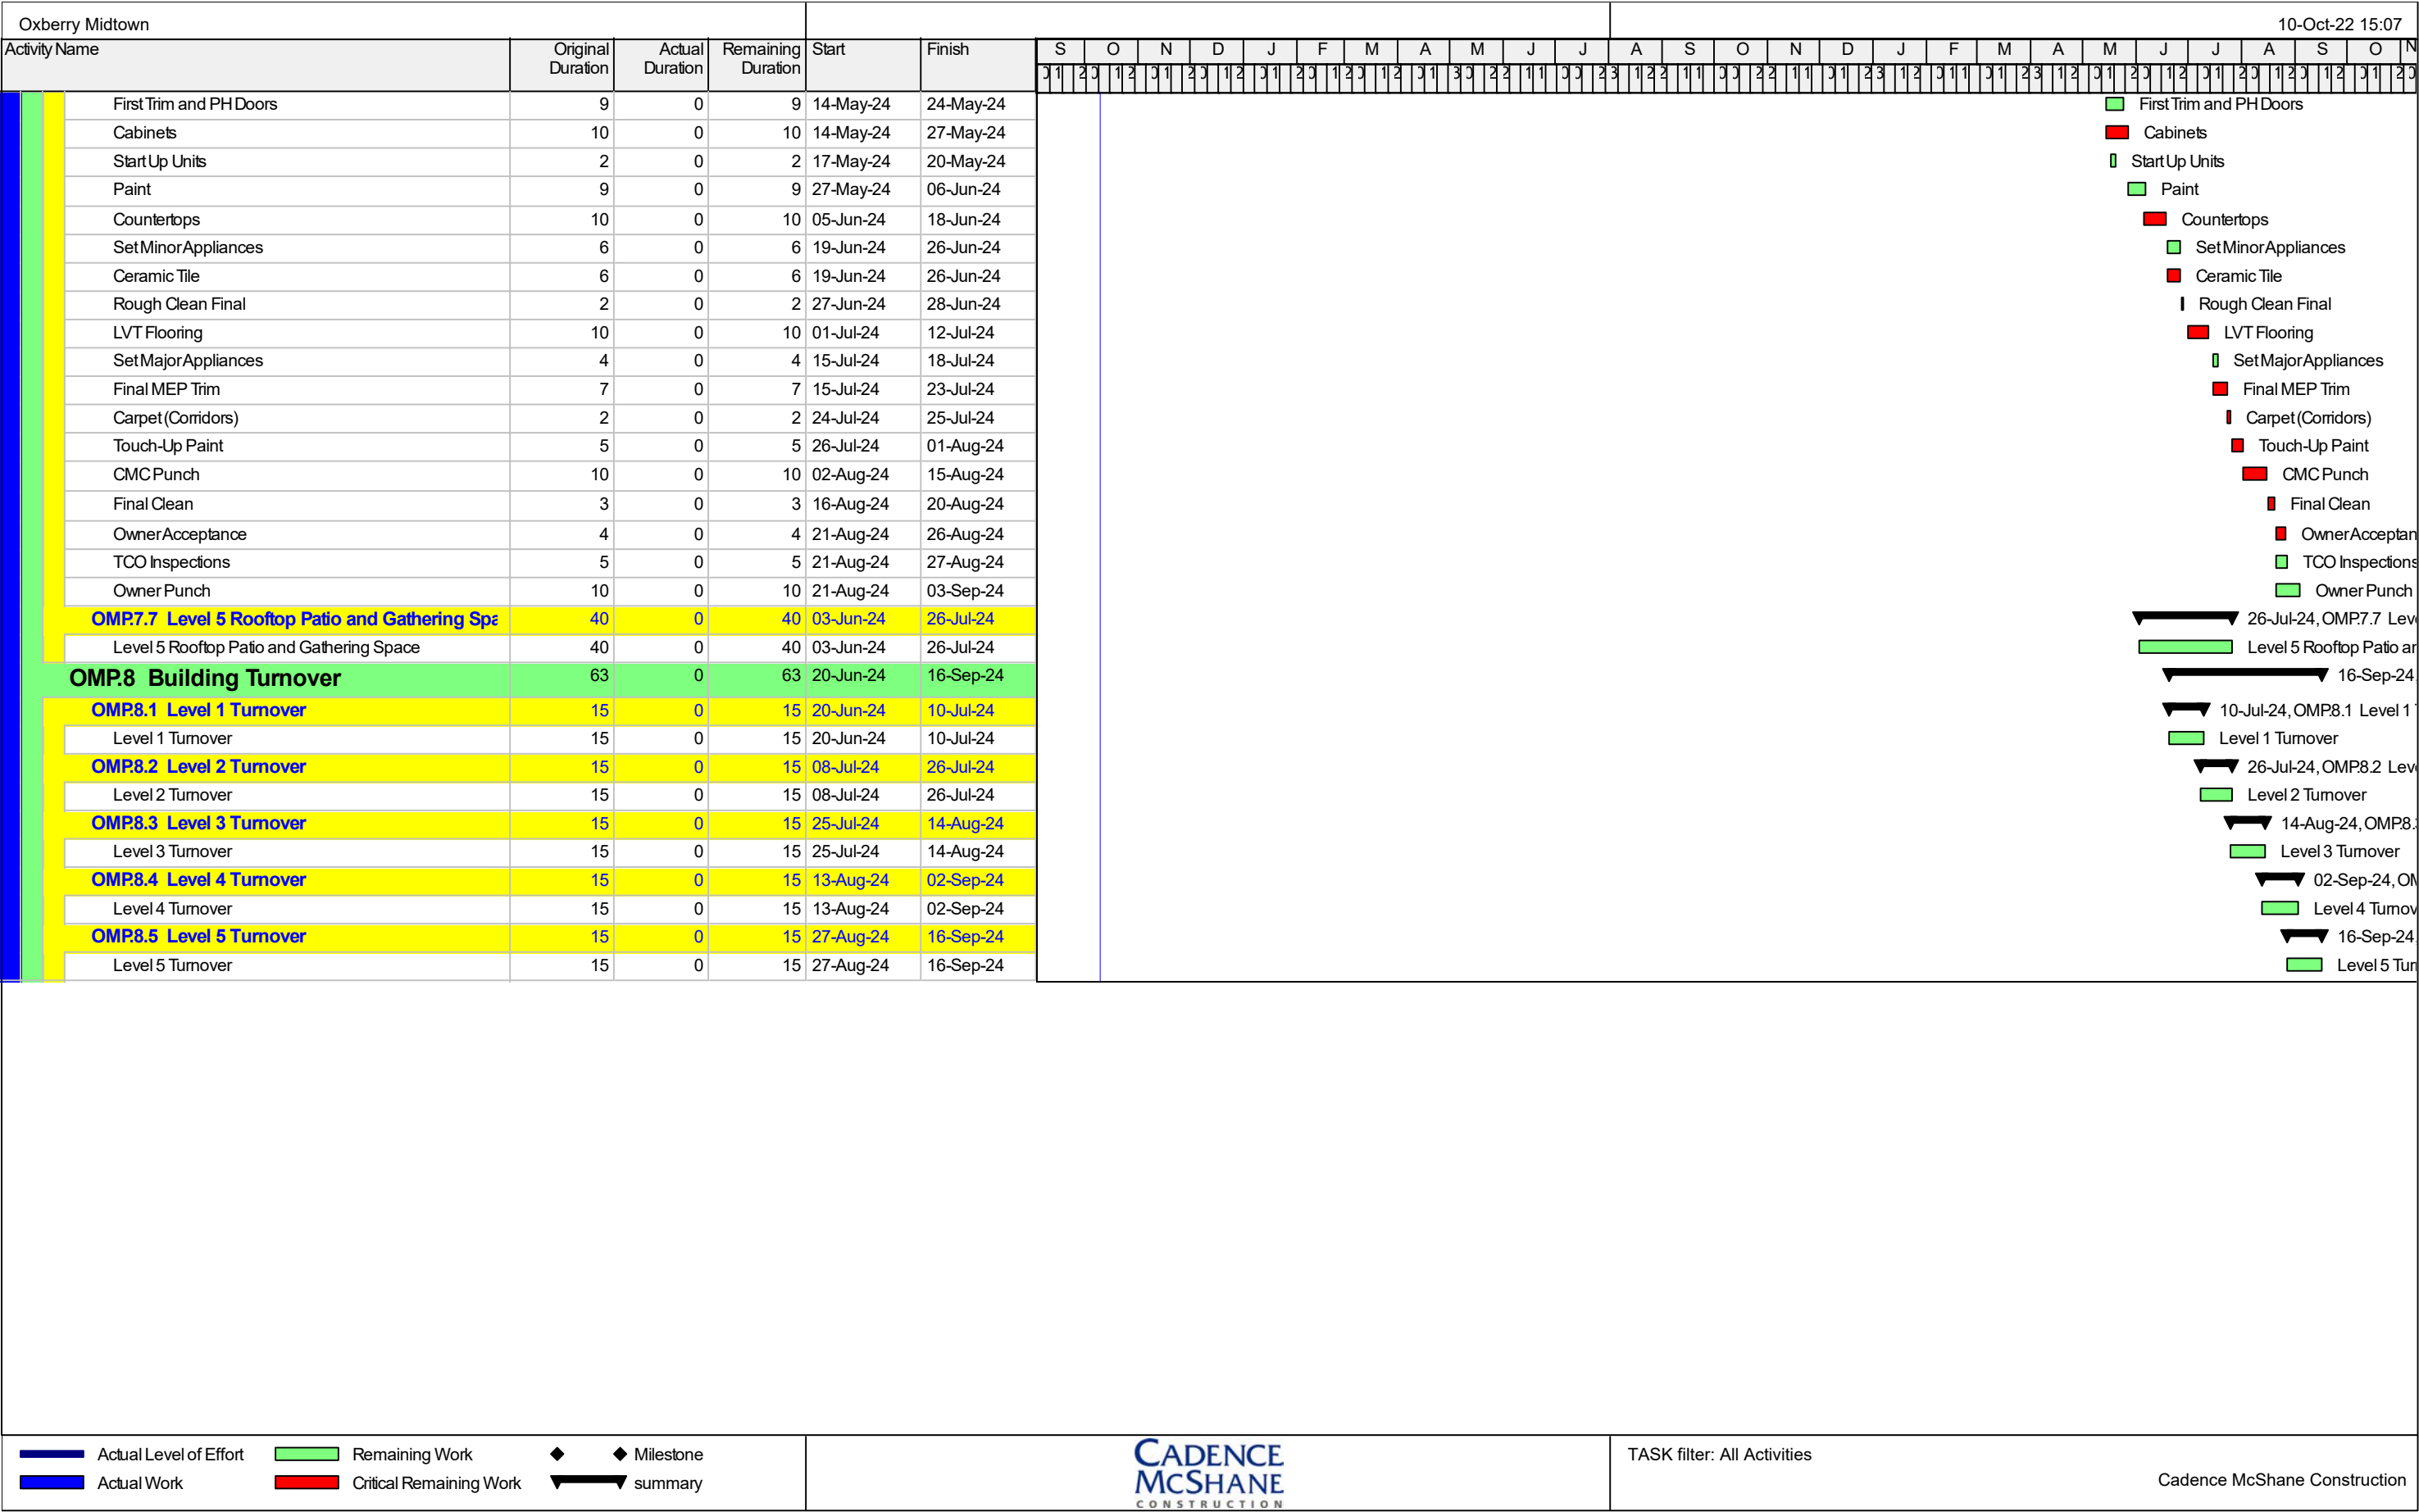 Oxberry Midtown
10-Oct-22 15:07
Activity Name Original Duration Actual Duration Remaining Duration Start Finish
S O N D J F M A M J J A S O N D J F M A M J J A S O N
First Trim and PH Doors 9 0 9 14-May-24 24-May-24 First Trim and PH Doors
Cabinets 10 0 10 14-May-24 27-May-24 Cabinets
Start Up Units 2 0 2 17-May-24 20-May-24 Start Up Units
Paint 9 0 9 27-May-24 06-Jun-24 Paint
Countertops 10 0 10 05-Jun-24 18-Jun-24 Countertops
Set Minor Appliances 6 0 6 19-Jun-24 26-Jun-24 Set Minor Appliances
Ceramic Tile 6 0 6 19-Jun-24 26-Jun-24 Ceramic Tile
Rough Clean Final 2 0 2 27-Jun-24 28-Jun-24 Rough Clean Final
LVT Flooring 10 0 10 01-Jul-24 12-Jul-24 LVT Flooring
Set Major Appliances 4 0 4 15-Jul-24 18-Jul-24 Set Major Appliances
Final MEP Trim 7 0 7 15-Jul-24 23-Jul-24 Final MEP Trim
Carpet (Corridors) 2 0 2 24-Jul-24 25-Jul-24 Carpet (Corridors)
Touch-Up Paint 5 0 5 26-Jul-24 01-Aug-24 Touch-Up Paint
CMC Punch 10 0 10 02-Aug-24 15-Aug-24 CMC Punch
Final Clean 3 0 3 16-Aug-24 20-Aug-24 Final Clean
Owner Acceptance 4 0 4 21-Aug-24 26-Aug-24 Owner Acceptan
TCO Inspections 5 0 5 21-Aug-24 27-Aug-24 TCO Inspections
Owner Punch 10 0 10 21-Aug-24 03-Sep-24 Owner Punch
OMP.7.7 Level 5 Rooftop Patio and Gathering Spa 40 0 40 03-Jun-24 26-Jul-24 26-Jul-24, OMP.7.7 Lev
Level 5 Rooftop Patio and Gathering Space 40 0 40 03-Jun-24 26-Jul-24 Level 5 Rooftop Patio ar
OMP.8 Building Turnover 63 0 63 20-Jun-24 16-Sep-24 16-Sep-24,
OMP.8.1 Level 1 Turnover 15 0 15 20-Jun-24 10-Jul-24 10-Jul-24, OMP.8.1 Level 1
Level 1 Turnover 15 0 15 20-Jun-24 10-Jul-24 Level 1 Turnover
OMP.8.2 Level 2 Turnover 15 0 15 08-Jul-24 26-Jul-24 26-Jul-24, OMP.8.2 Lev
Level 2 Turnover 15 0 15 08-Jul-24 26-Jul-24 Level 2 Turnover
OMP.8.3 Level 3 Turnover 15 0 15 25-Jul-24 14-Aug-24 14-Aug-24, OMP.8.
Level 3 Turnover 15 0 15 25-Jul-24 14-Aug-24 Level 3 Turnover
OMP.8.4 Level 4 Turnover 15 0 15 13-Aug-24 02-Sep-24 02-Sep-24, OM
Level 4 Turnover 15 0 15 13-Aug-24 02-Sep-24 Level 4 Turnov
OMP.8.5 Level 5 Turnover 15 0 15 27-Aug-24 16-Sep-24 16-Sep-24
Level 5 Turnover 15 0 15 27-Aug-24 16-Sep-24 Level 5 Tur
Actual Level of Effort Remaining Work Milestone
Actual Work Critical Remaining Work summary
CADENCE
MCSHANE
CONSTRUCTION
TASK filter: All Activities
Cadence McShane Construction